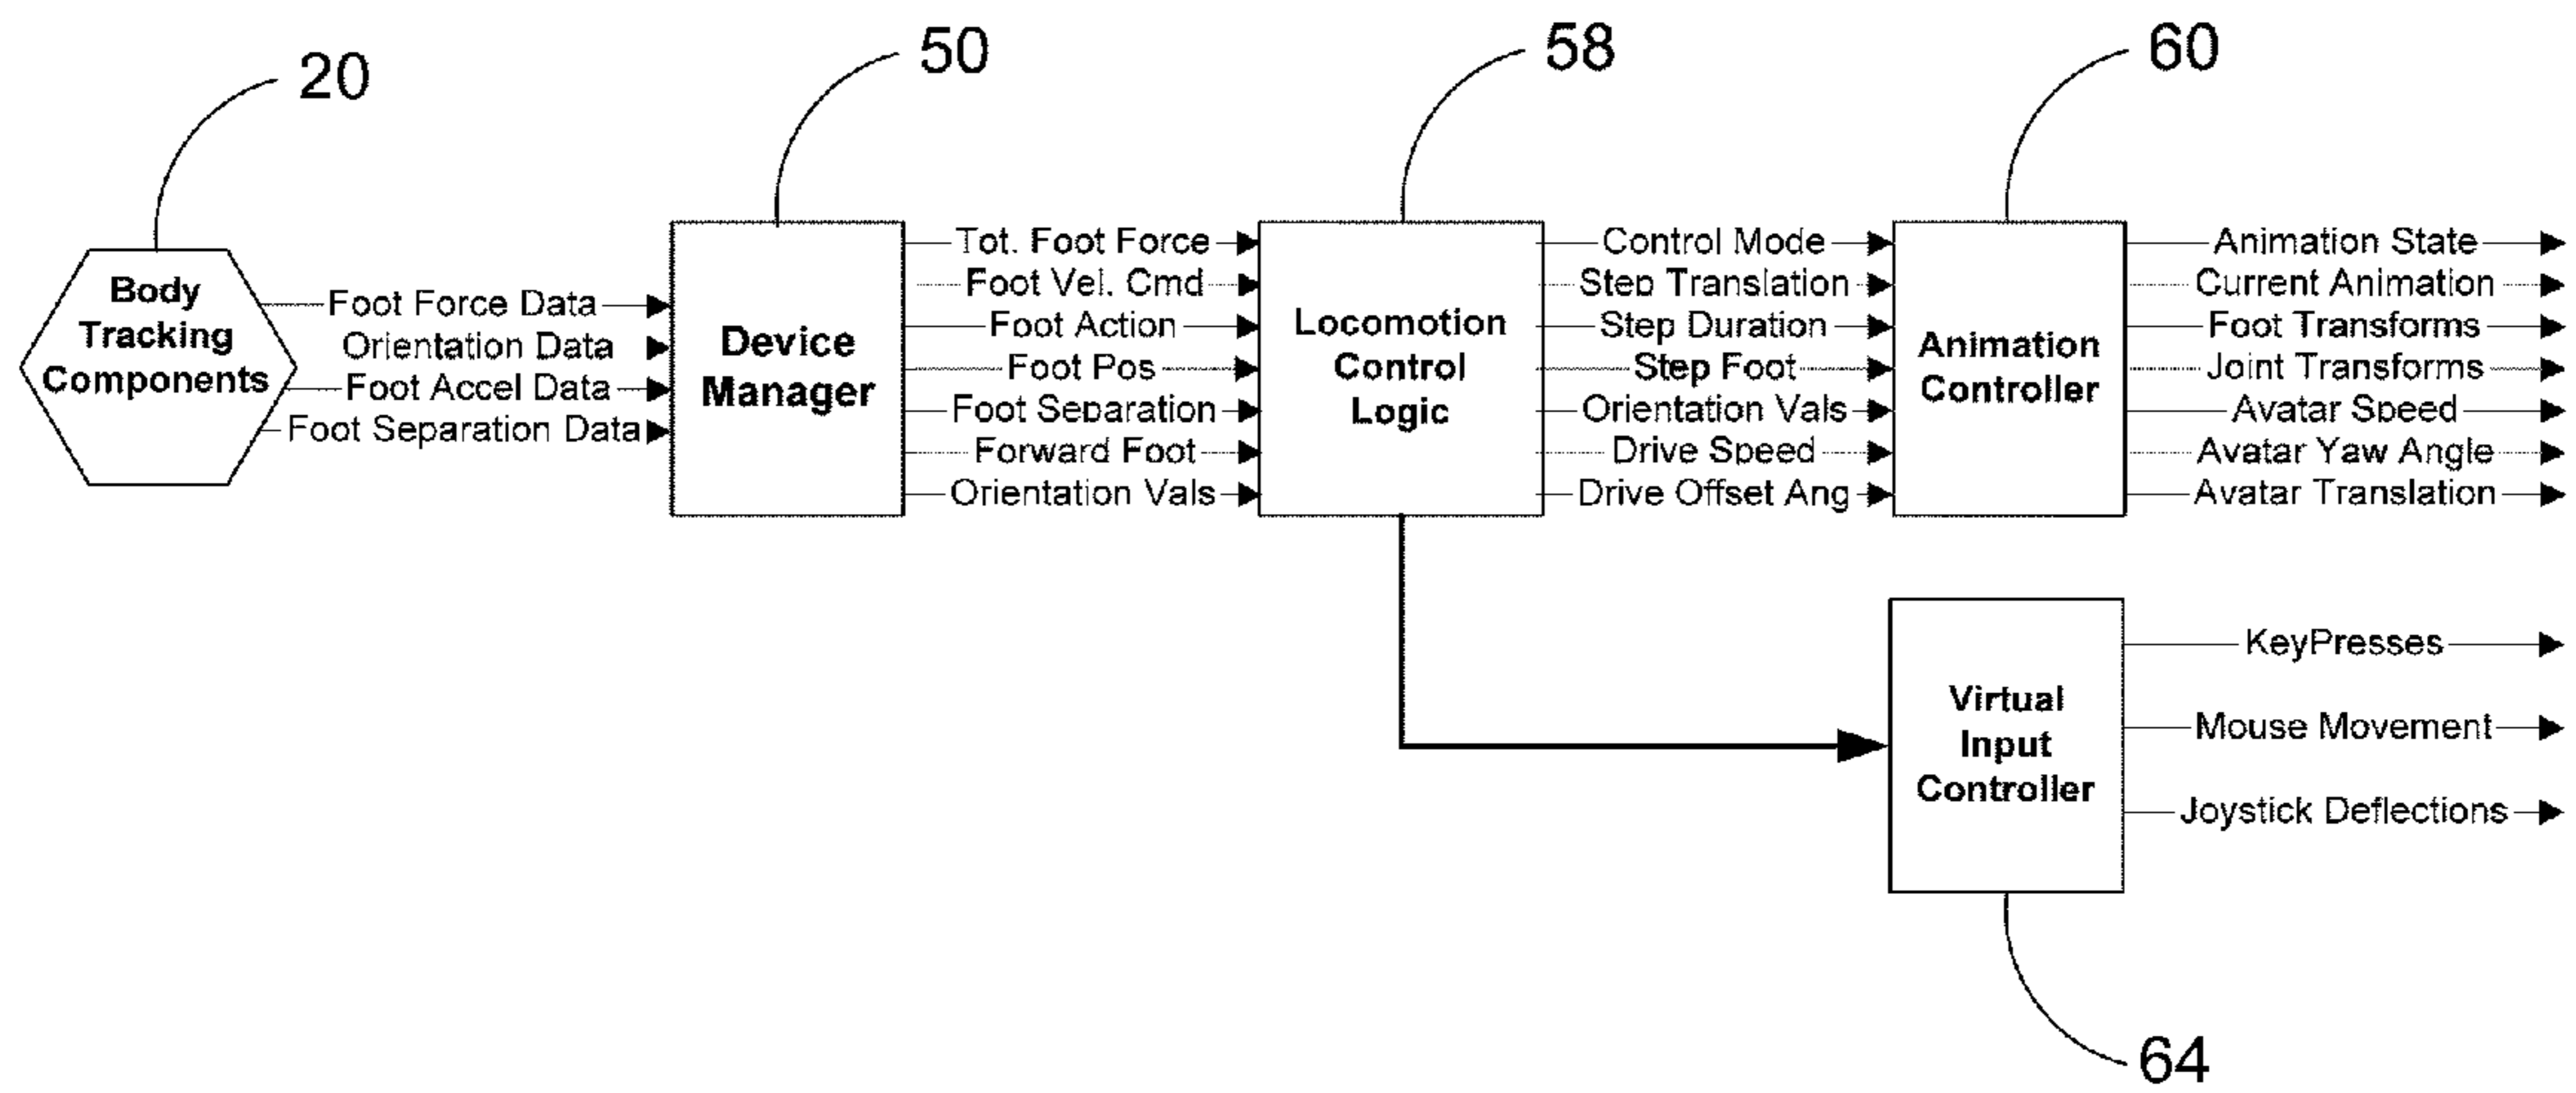 20
50
58
60
Body
Tracking
Components
Foot Force Data
Orientation Data
Foot Accel Data
Foot Separation Data
Device
Manager
Tot. Foot Force
Foot Vel. Cmd
Foot Action
Foot Pos
Foot Separation
Forward Foot
Orientation Vals
Locomotion
Control
Logic
Control Mode
Step Translation
Step Duration
Step Foot
Orientation Vals
Drive Speed
Drive Offset Ang
Animation
Controller
Animation State
Current Animation
Foot Transforms
Joint Transforms
Avatar Speed
Avatar Yaw Angle
Avatar Translation
Virtual
Input
Controller
KeyPresses
Mouse Movement
Joystick Deflections
64